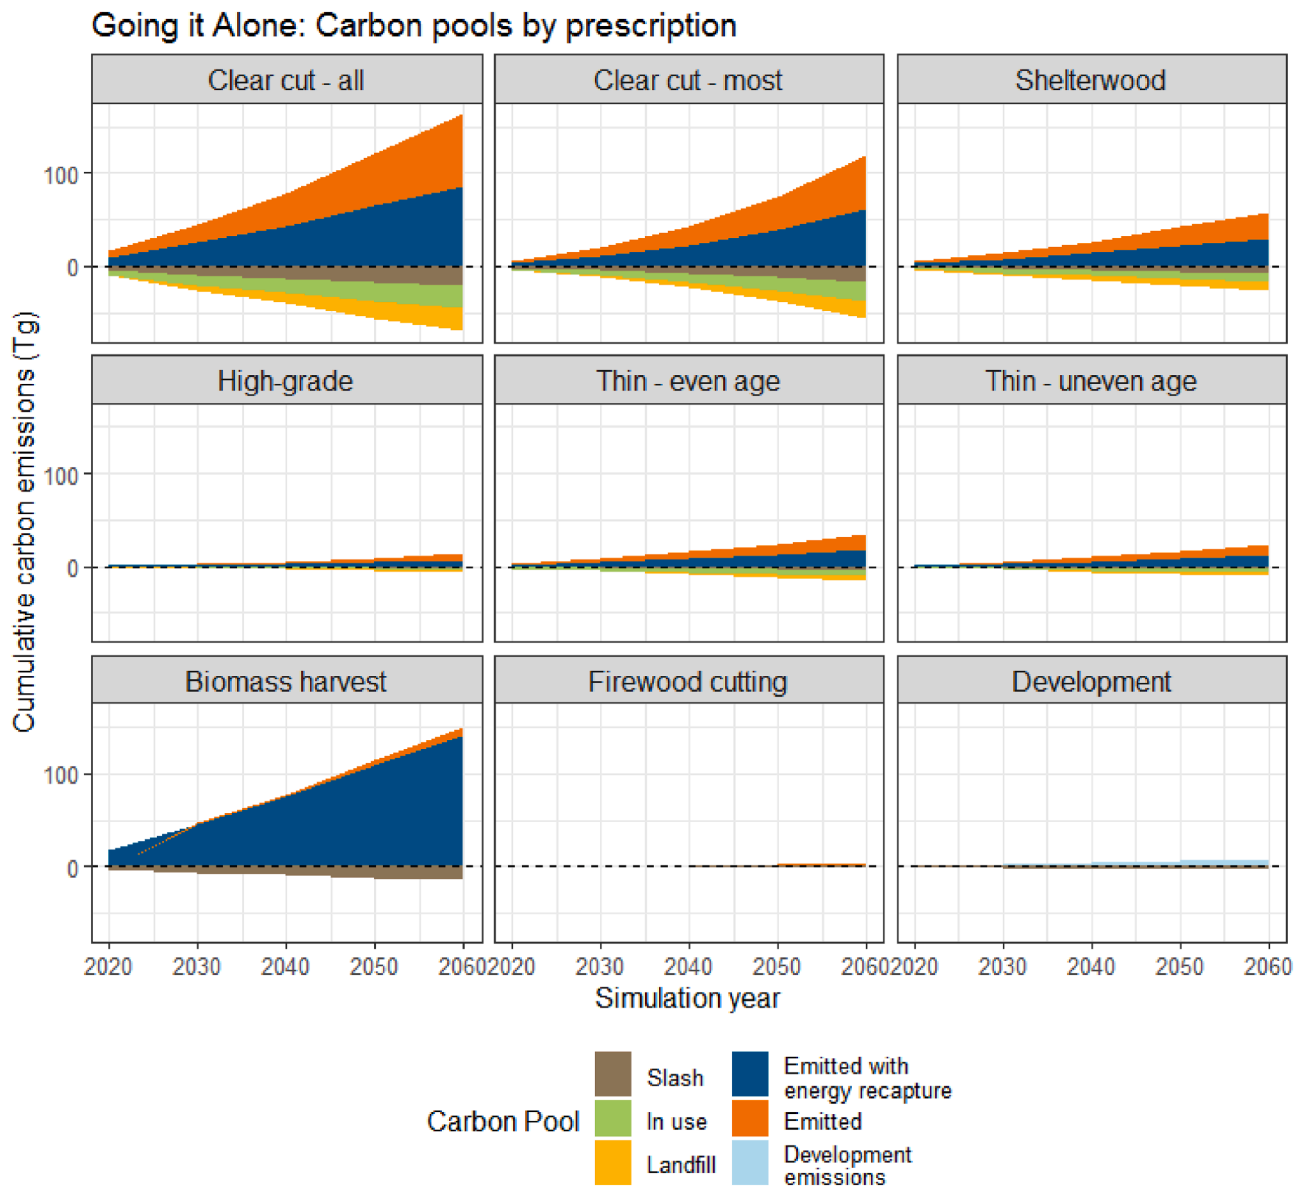 Going it Alone: Carbon pools by prescription
Clear cut - all
Clear cut - most
Shelterwood
100
0
High-grade
Thin - even age
Thin - uneven age
100
0
Biomass harvest
Firewood cutting
Development
100
0
Cumulative carbon emissions (Tg)
2020 2030 2040 2050 2060
2020 2030 2040 2050 2060
2020 2030 2040 2050 2060
Simulation year
Carbon Pool
Slash
In use
Landfill
Emitted with
energy recapture
Emitted
Development
emissions